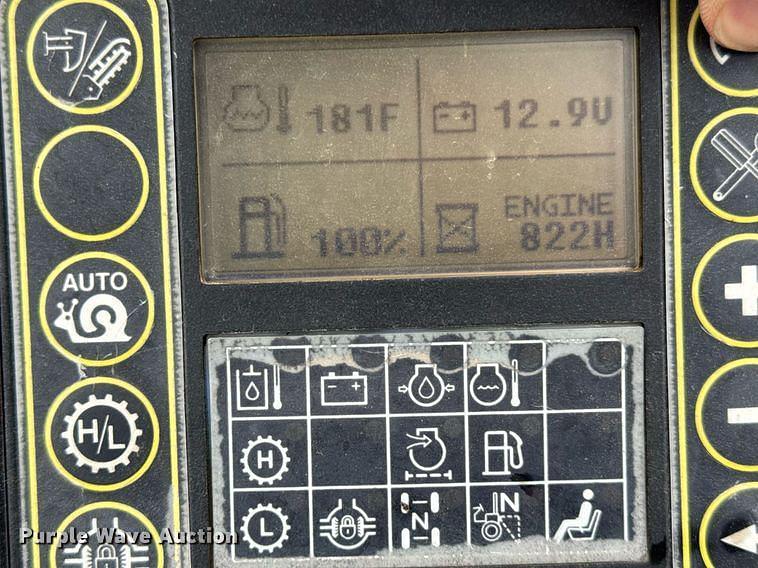 181F
12.9V
100%
ENGINE
822H
AUTO
H/L
H
L
N
N
Purple Wave Auction